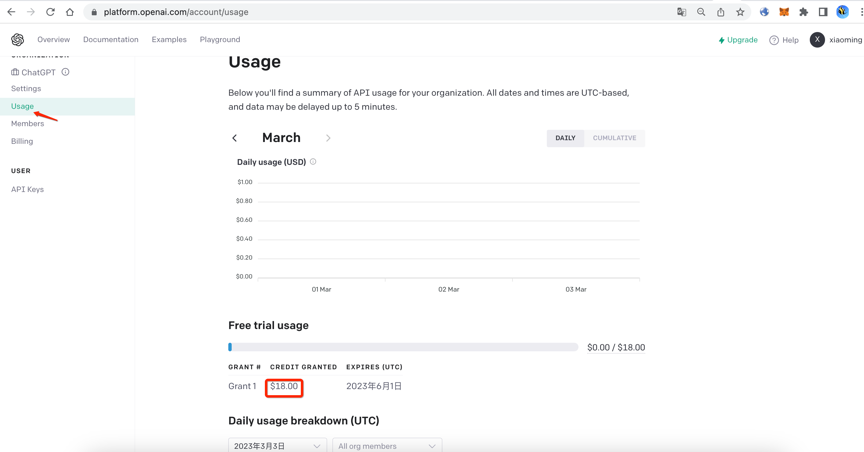 platform.openai.com/account/usage
Overview Documentation Examples Playground Upgrade Help X xiaoming
ChatGPT
Settings
Usage
Members
Billing
USER
API Keys
Usage
Below you'll find a summary of API usage for your organization. All dates and times are UTC-based,
and data may be delayed up to 5 minutes.
March
DAILY CUMULATIVE
Daily usage (USD)
$1.00
$0.80
$0.60
$0.40
$0.20
$0.00
01 Mar 02 Mar 03 Mar
Free trial usage
$0.00 / $18.00
GRANT # CREDIT GRANTED EXPIRES (UTC)
Grant 1 $18.00 2023年6月1日
Daily usage breakdown (UTC)
2023年3月3日 All org members